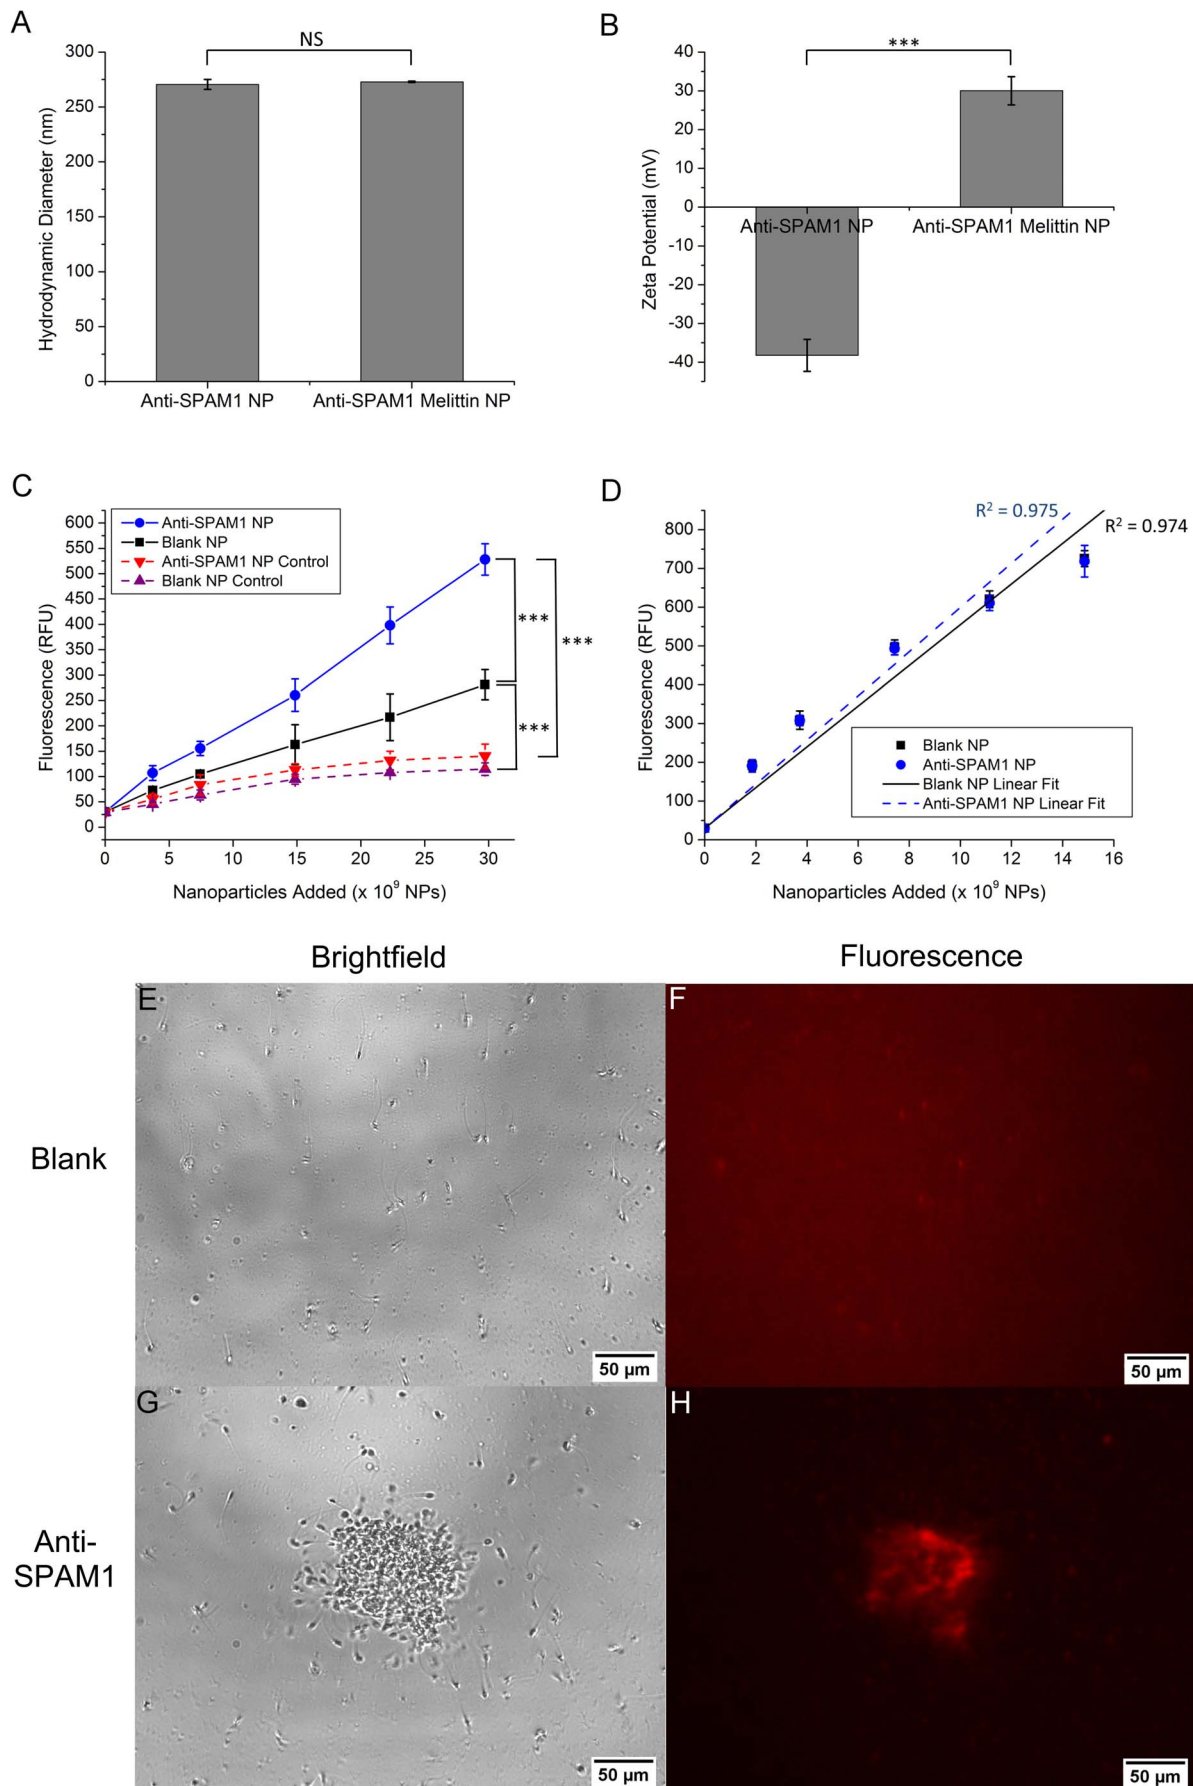 A
NS
300
250
200
150
100
50
0
Hydrodynamic Diameter (nm)
Anti-SPAM1 NP
Anti-SPAM1 Melittin NP
B
***
40
30
20
10
0
-10
-20
-30
-40
Zeta Potential (mV)
Anti-SPAM1 NP
Anti-SPAM1 Melittin NP
C
Anti-SPAM1 NP
Blank NP
Anti-SPAM1 NP Control
Blank NP Control
600
550
500
450
400
350
300
250
200
150
100
50
0
Fluorescence (RFU)
***
***
***
0 5 10 15 20 25 30
Nanoparticles Added (x 10⁹ NPs)
D
R² = 0.975
R² = 0.974
800
700
600
500
400
300
200
100
0
Fluorescence (RFU)
Blank NP
Anti-SPAM1 NP
Blank NP Linear Fit
Anti-SPAM1 NP Linear Fit
0 2 4 6 8 10 12 14 16
Nanoparticles Added (x 10⁹ NPs)
Brightfield
Fluorescence
Blank
E
50 µm
F
50 µm
Anti-
SPAM1
G
50 µm
H
50 µm